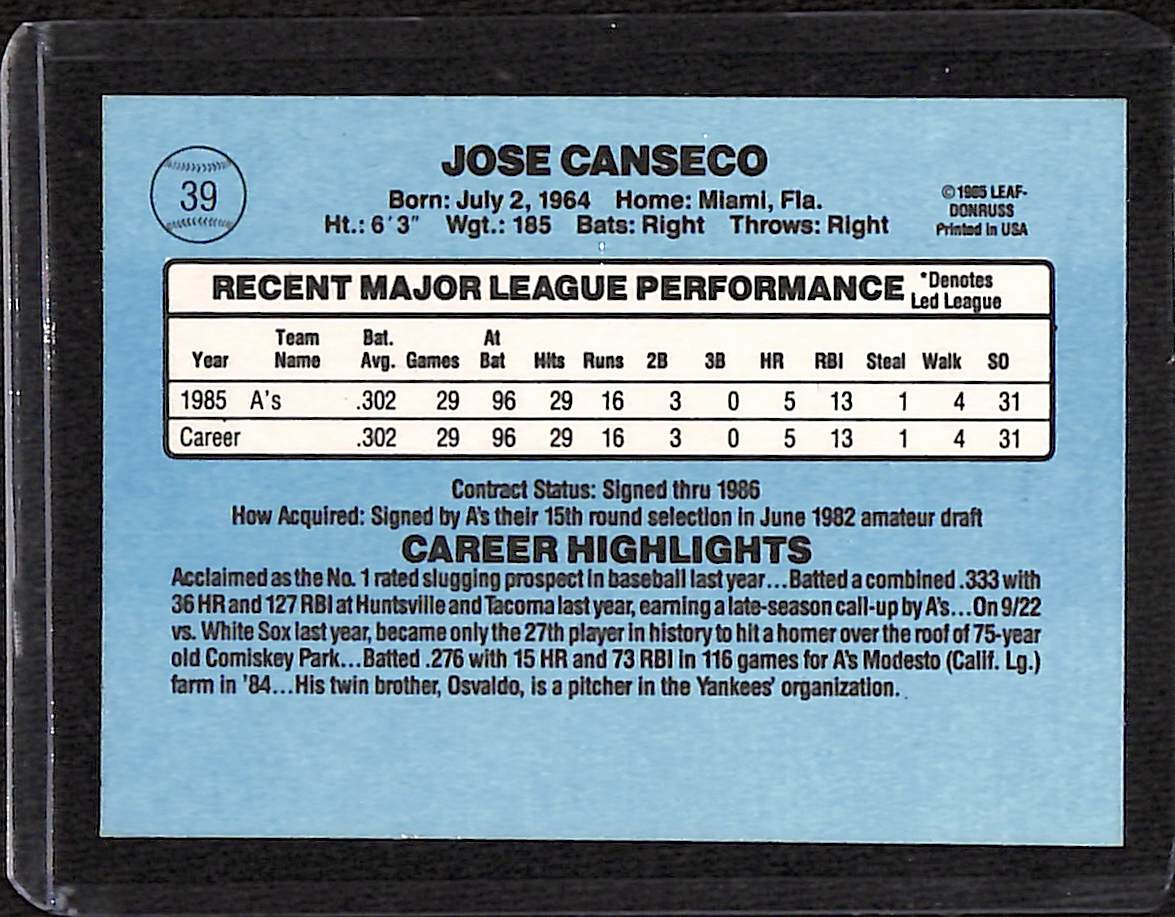 39
JOSE CANSECO
Born: July 2, 1964 Home: Miami, Fla.
Ht.: 6'3" Wgt.: 185 Bats: Right Throws: Right
©1985 LEAF-
DONRUSS
Printed in USA
RECENT MAJOR LEAGUE PERFORMANCE
*Denotes
Led League
Year Team Name Bat. Avg. Games At Bat Hits Runs 2B 3B HR RBI Steal Walk SO
1985 A's .302 29 96 29 16 3 0 5 13 1 4 31
Career .302 29 96 29 16 3 0 5 13 1 4 31
Contract Status: Signed thru 1986
How Acquired: Signed by A's their 15th round selection in June 1982 amateur draft
CAREER HIGHLIGHTS
Acclaimed as the No. 1 rated slugging prospect in baseball last year...Batted a combined .333 with
36 HR and 127 RBI at Huntsville and Tacoma last year, earning a late-season call-up by A's...On 9/22
vs. White Sox last year, became only the 27th player in history to hit a homer over the roof of 75-year
old Comiskey Park...Batted .276 with 15 HR and 73 RBI in 116 games for A's Modesto (Calif. Lg.)
farm in '84...His twin brother, Osvaldo, is a pitcher in the Yankees' organization.